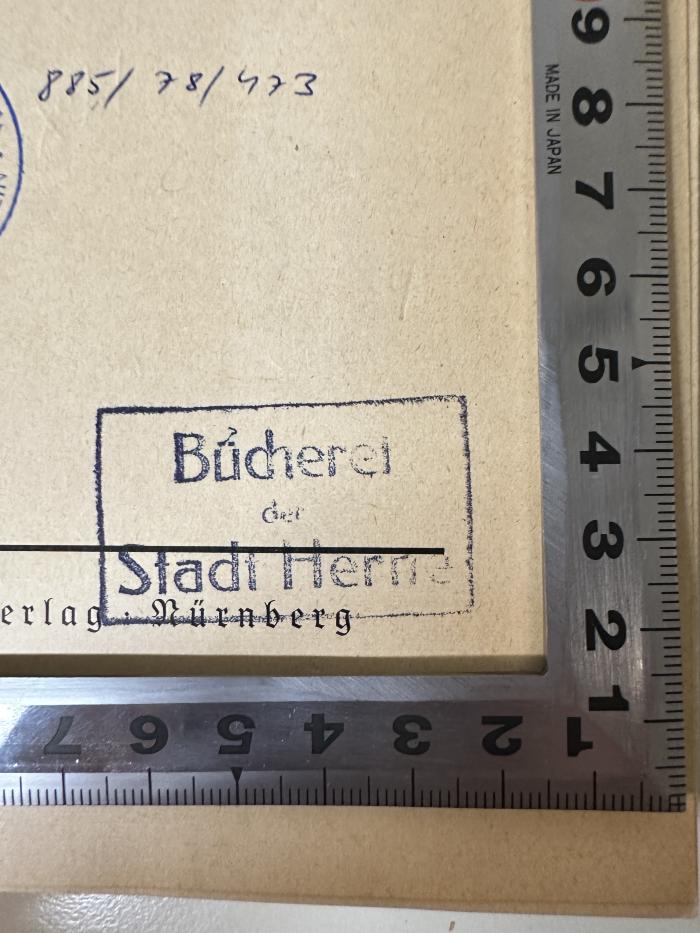 885/78/473
Bücherei
der
Stadt Herne
erlag · Nürnberg
MADE IN JAPAN
9
8
7
6
5
4
3
2
1
7 6 5 4 3 2 1